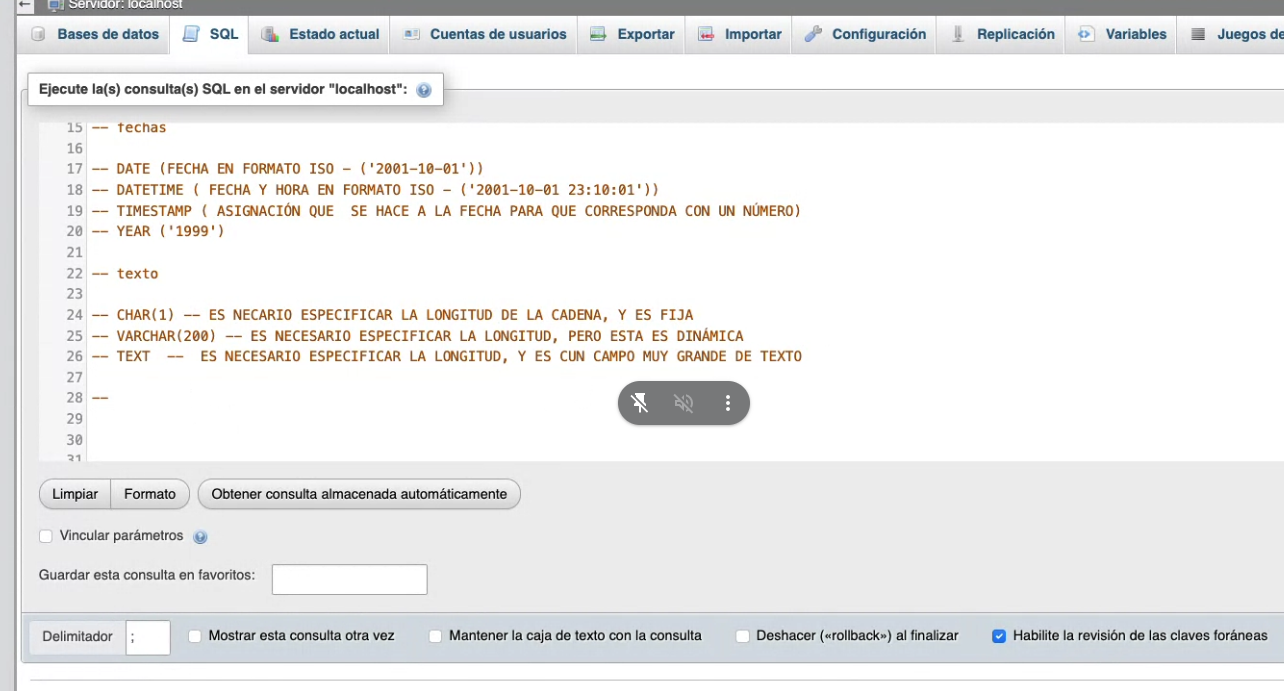 Servidor: localhost
Bases de datos SQL Estado actual Cuentas de usuarios Exportar Importar Configuración Replicación Variables Juegos de
Ejecute la(s) consulta(s) SQL en el servidor "localhost":
15 -- fechas
16
17 -- DATE (FECHA EN FORMATO ISO - ('2001-10-01'))
18 -- DATETIME ( FECHA Y HORA EN FORMATO ISO - ('2001-10-01 23:10:01'))
19 -- TIMESTAMP ( ASIGNACIÓN QUE  SE HACE A LA FECHA PARA QUE CORRESPONDA CON UN NÚMERO)
20 -- YEAR ('1999')
21
22 -- texto
23
24 -- CHAR(1) -- ES NECARIO ESPECIFICAR LA LONGITUD DE LA CADENA, Y ES FIJA
25 -- VARCHAR(200) -- ES NECESARIO ESPECIFICAR LA LONGITUD, PERO ESTA ES DINÁMICA
26 -- TEXT  --  ES NECESARIO ESPECIFICAR LA LONGITUD, Y ES CUN CAMPO MUY GRANDE DE TEXTO
27
28 --
29
30
31
Limpiar Formato Obtener consulta almacenada automáticamente
Vincular parámetros
Guardar esta consulta en favoritos:
Delimitador ; Mostrar esta consulta otra vez Mantener la caja de texto con la consulta Deshacer («rollback») al finalizar Habilite la revisión de las claves foráneas